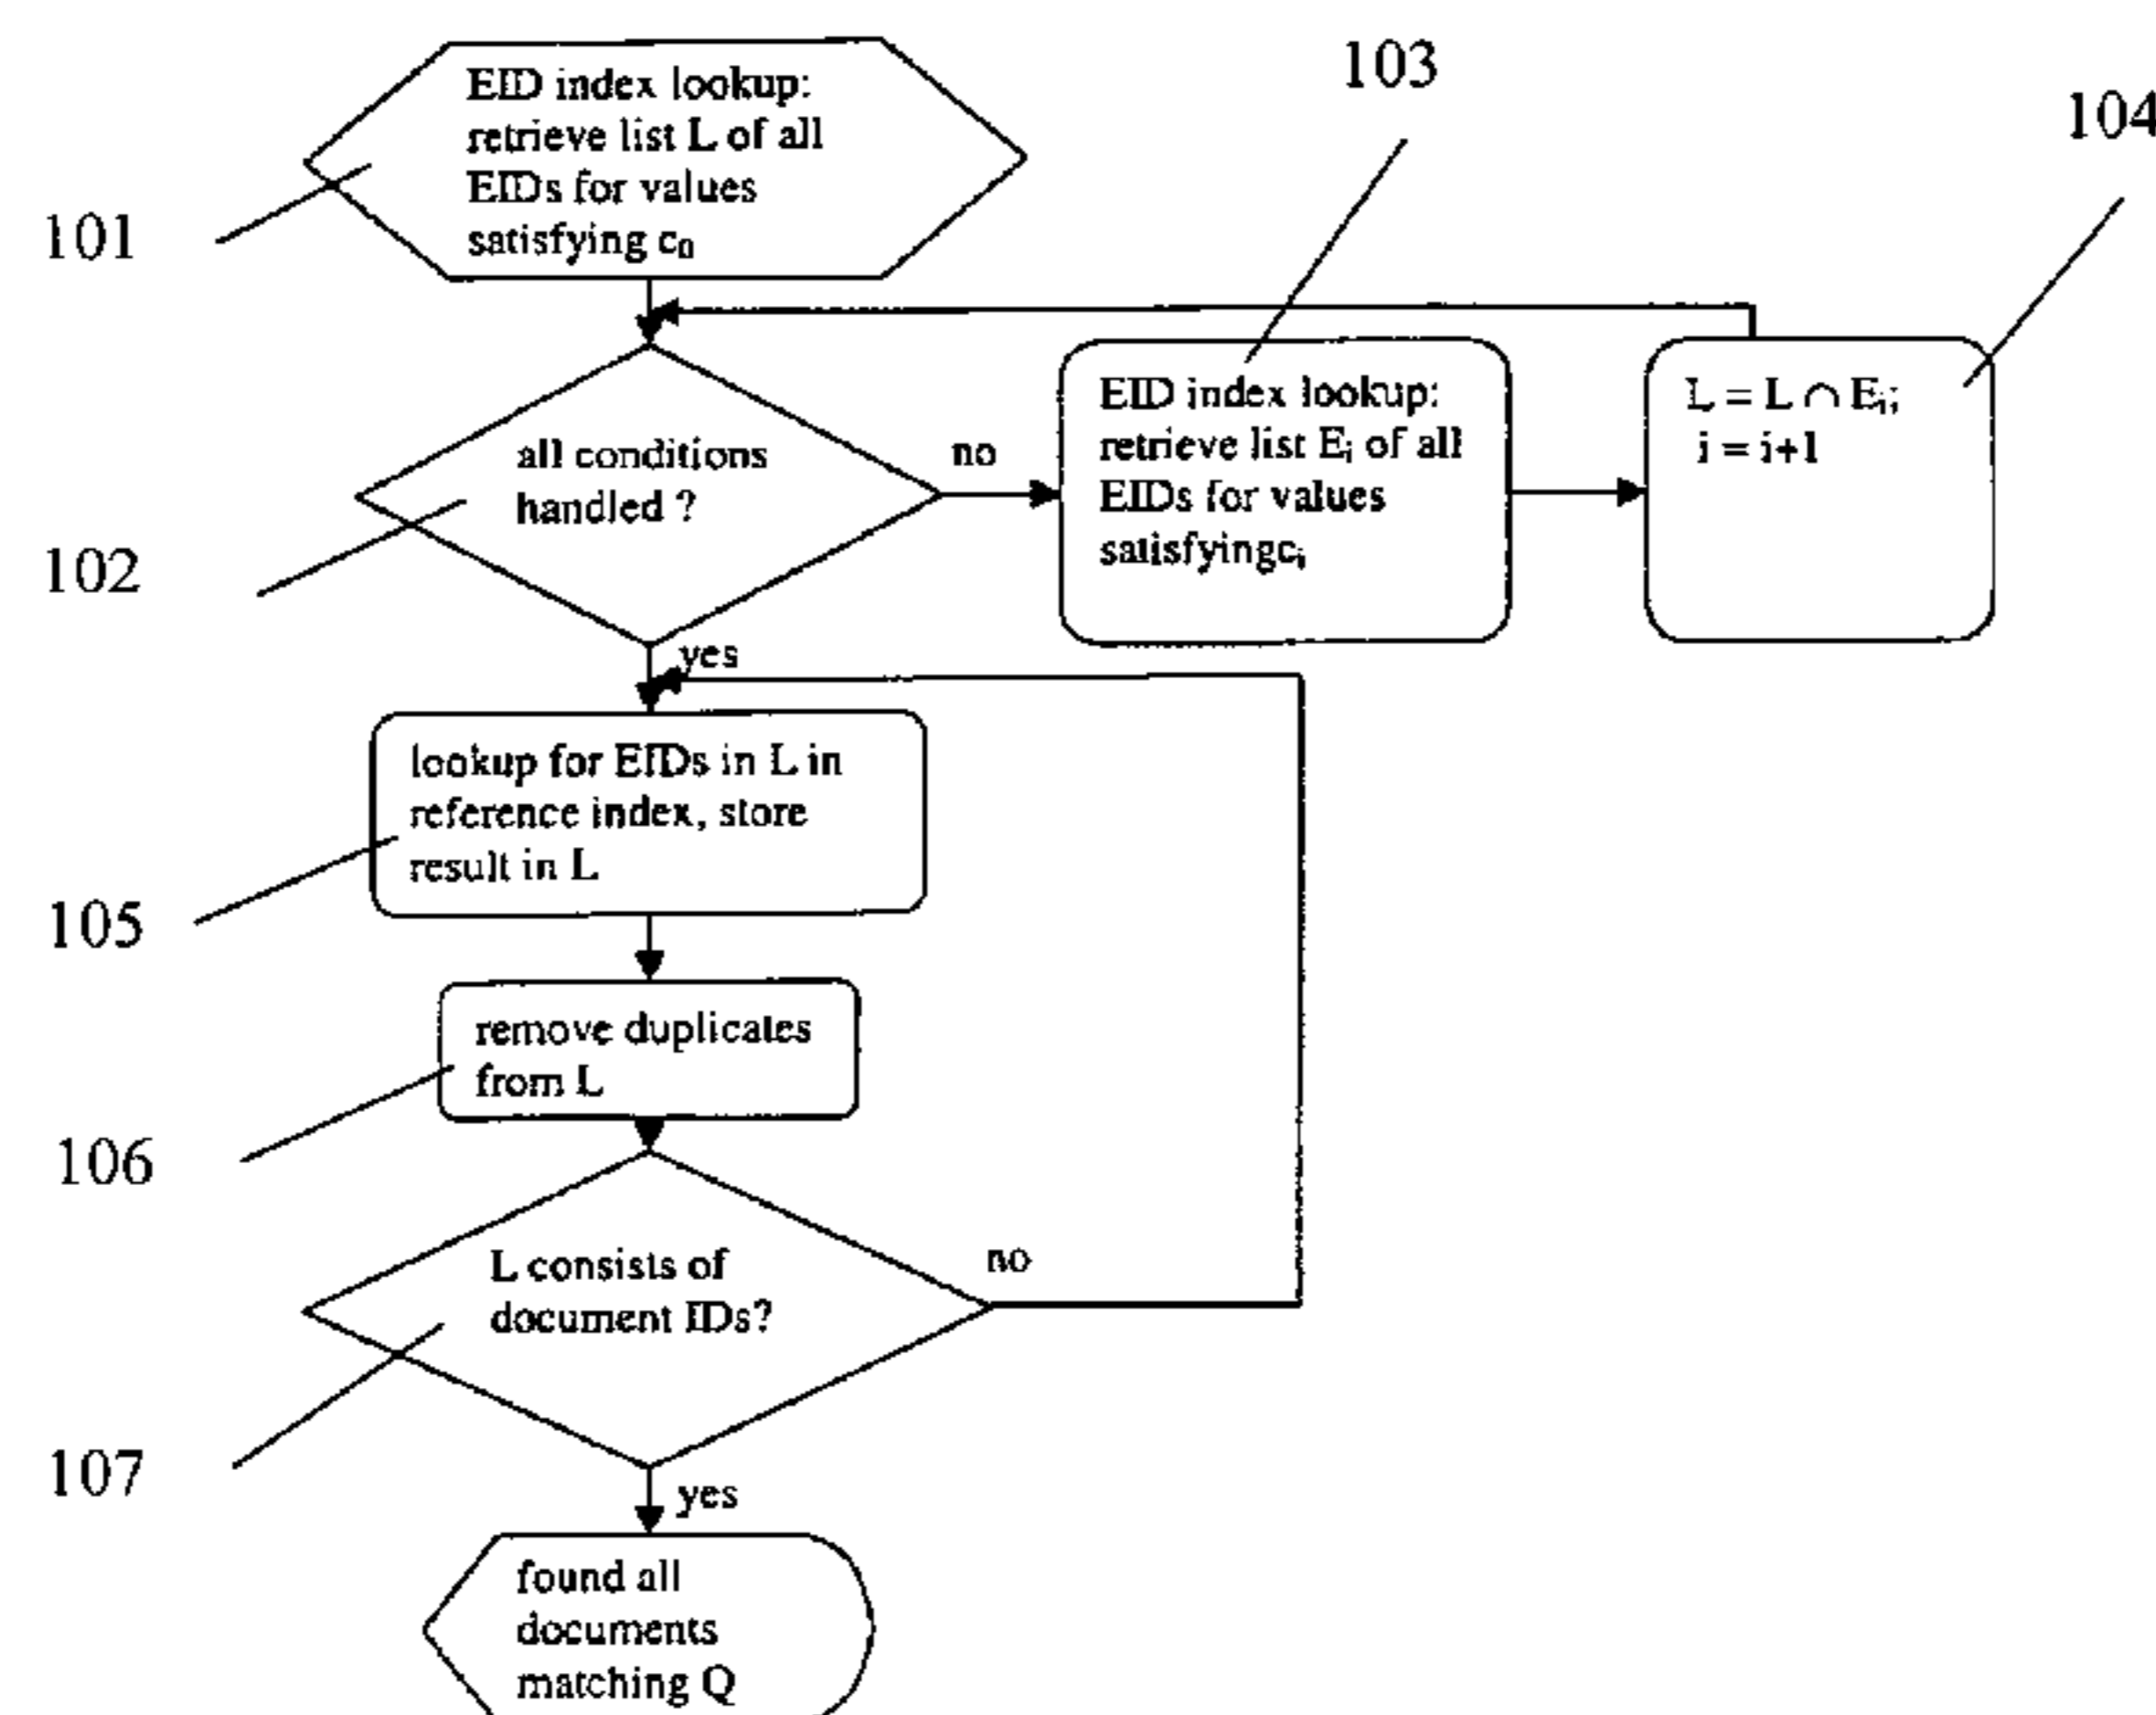 103
104
EID index lookup:
retrieve list L of all
EIDs for values
satisfying c₀
101
all conditions
handled ?
no
EID index lookup:
retrieve list Eᵢ of all
EIDs for values
satisfyingcᵢ
L = L ∩ Eᵢ;
i = i+1
102
yes
lookup for EIDs in L in
reference index, store
result in L
105
remove duplicates
from L
106
L consists of
document IDs?
no
107
yes
found all
documents
matching Q